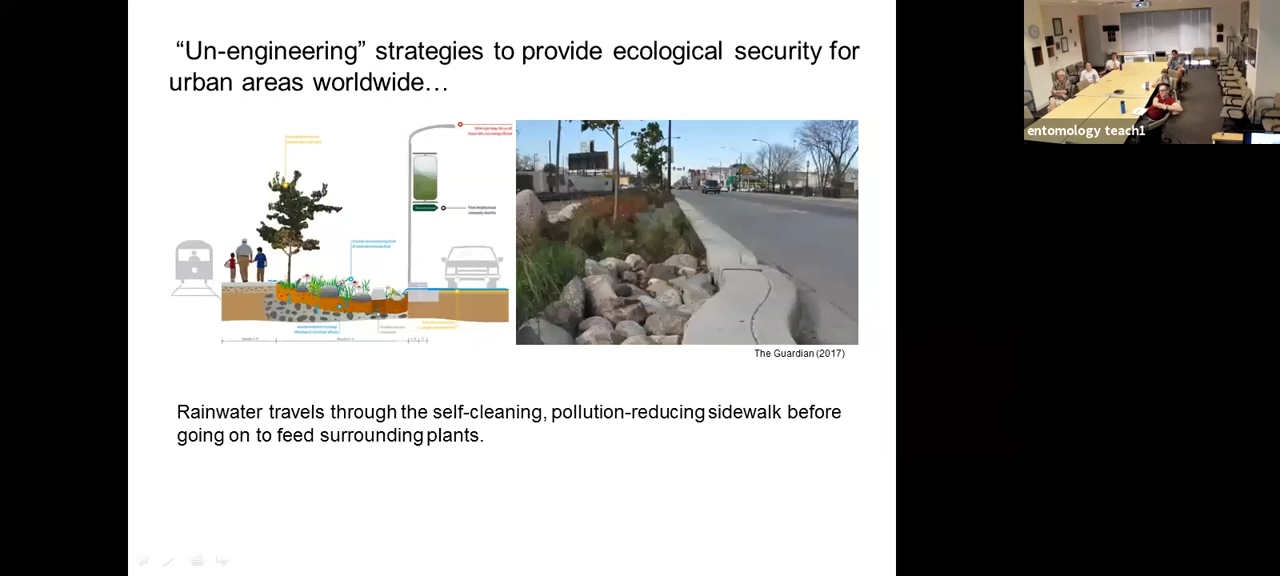 “Un-engineering” strategies to provide ecological security for
urban areas worldwide…
entomology teach1
The Guardian (2017)
Rainwater travels through the self-cleaning, pollution-reducing sidewalk before
going on to feed surrounding plants.